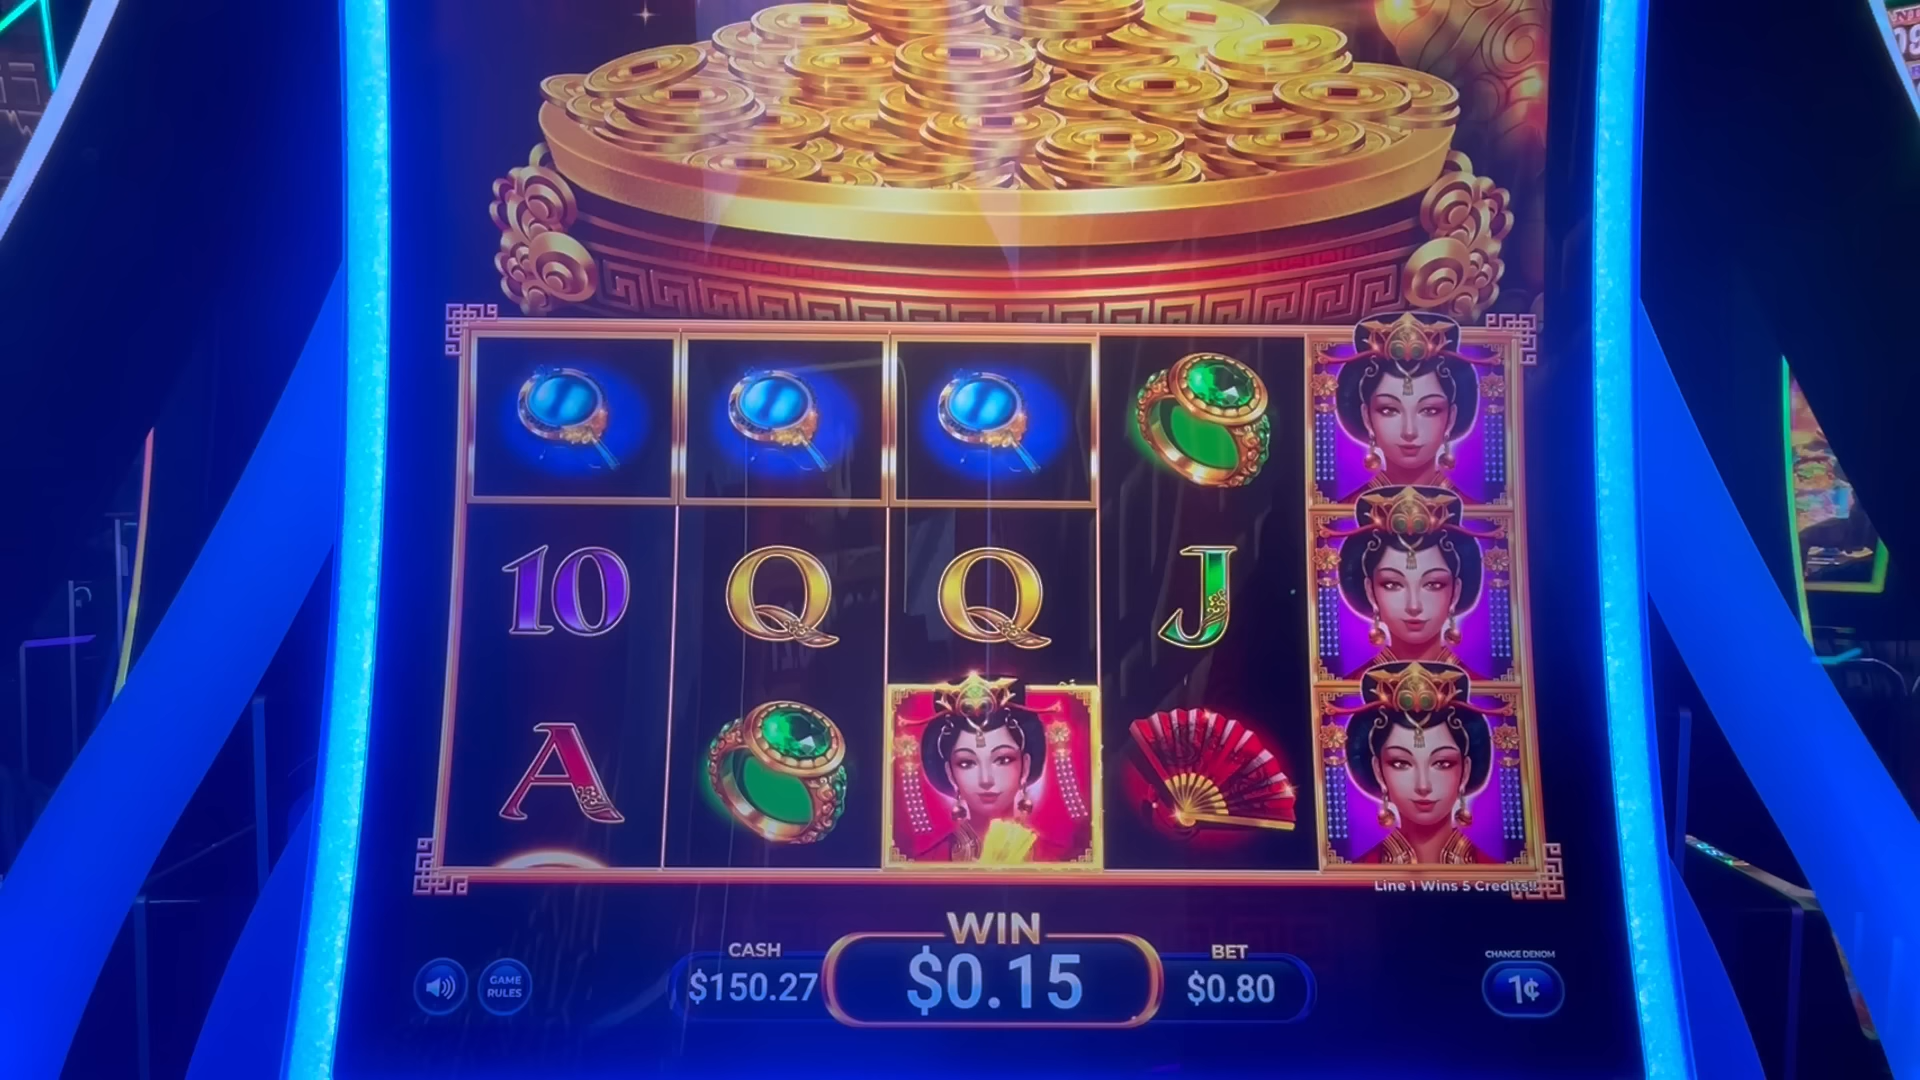 10
Q
Q
J
A
Line 1 Wins 5 Credits!!
WIN
$0.15
CASH
$150.27
BET
$0.80
GAME
RULES
CHANGE DENOM
1¢